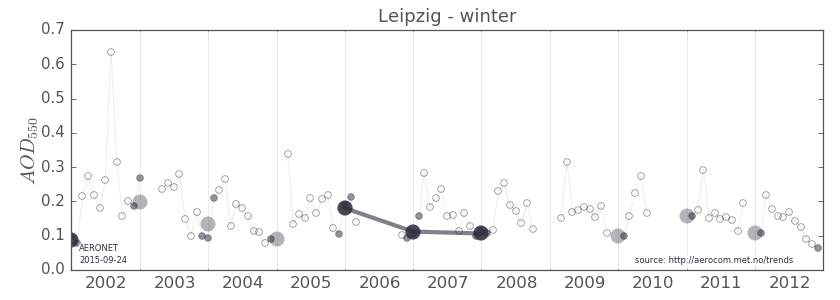 Leipzig - winter
0.7
0.6
0.5
0.4
0.3
0.2
0.1
0.0
AOD550
AERONET
2015-09-24
source: http://aerocom.met.no/trends
2002 2003 2004 2005 2006 2007 2008 2009 2010 2011 2012